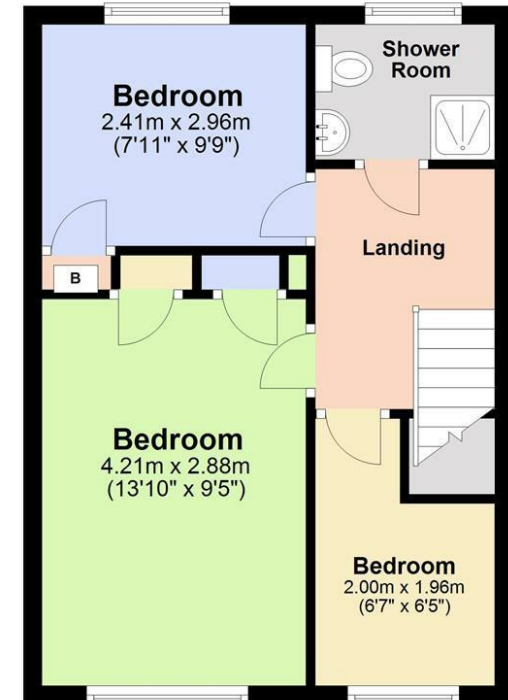 Bedroom
2.41m x 2.96m
(7'11" x 9'9")
Shower
Room
Landing
B
Bedroom
4.21m x 2.88m
(13'10" x 9'5")
Bedroom
2.00m x 1.96m
(6'7" x 6'5")